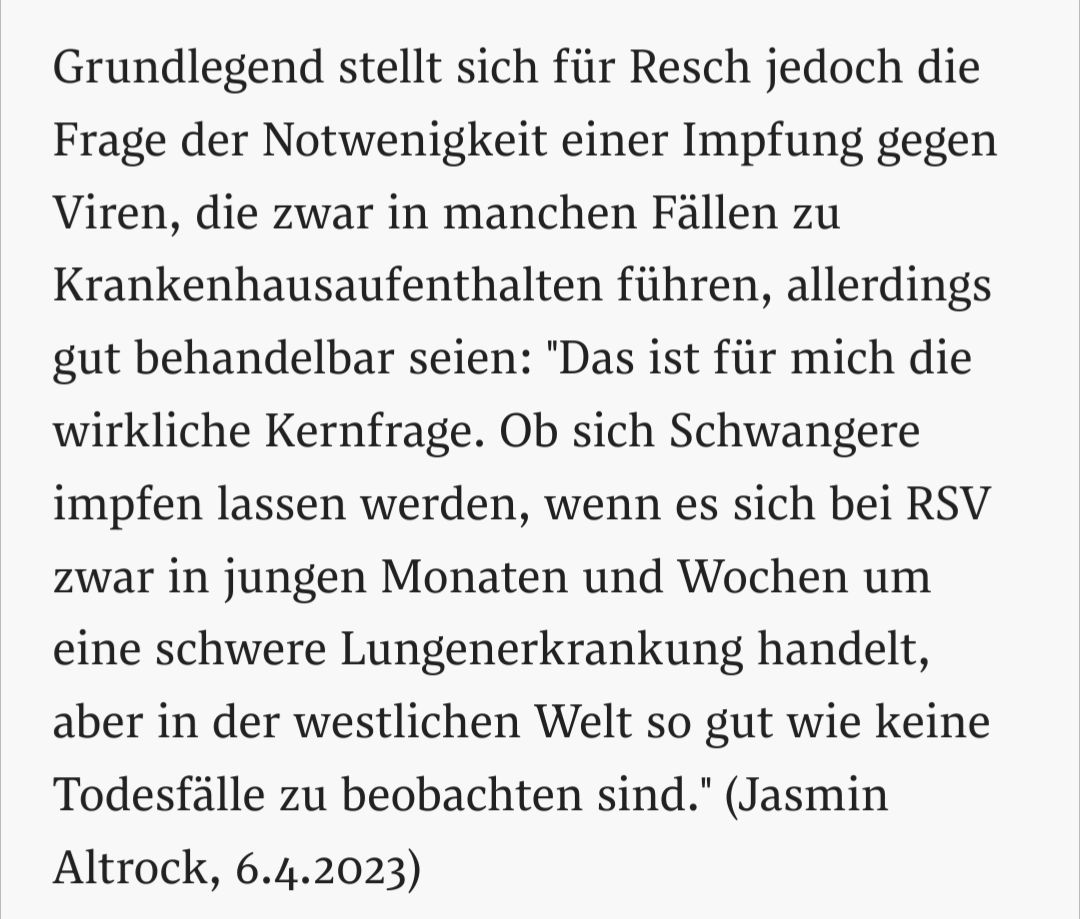 Grundlegend stellt sich für Resch jedoch die
Frage der Notwenigkeit einer Impfung gegen
Viren, die zwar in manchen Fällen zu
Krankenhausaufenthalten führen, allerdings
gut behandelbar seien: "Das ist für mich die
wirkliche Kernfrage. Ob sich Schwangere
impfen lassen werden, wenn es sich bei RSV
zwar in jungen Monaten und Wochen um
eine schwere Lungenerkrankung handelt,
aber in der westlichen Welt so gut wie keine
Todesfälle zu beobachten sind." (Jasmin
Altrock, 6.4.2023)